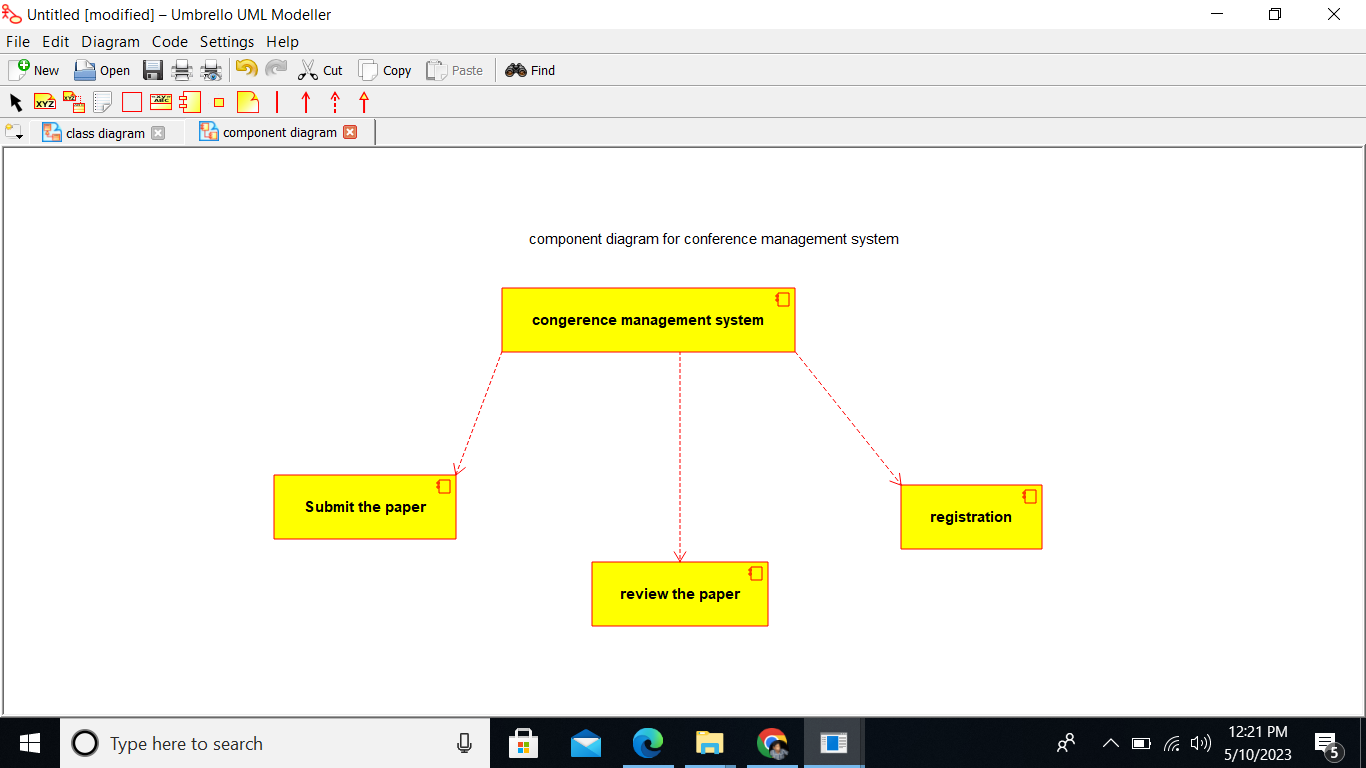 Untitled [modified] – Umbrello UML Modeller
File Edit Diagram Code Settings Help
New Open Cut Copy Paste Find
XYZ XYZ ABC
class diagram component diagram
component diagram for conference management system
congerence management system
Submit the paper
registration
review the paper
Type here to search
12:21 PM
5/10/2023
5